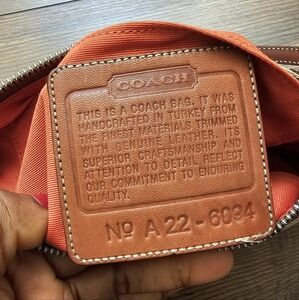 COACH
THIS IS A COACH BAG. IT WAS
HANDCRAFTED IN TURKEY FROM
THE FINEST MATERIALS TRIMMED
WITH GENUINE LEATHER. ITS
SUPERIOR CRAFTSMANSHIP AND
ATTENTION TO DETAIL REFLECT
OUR COMMITMENT TO ENDURING
QUALITY.
Nº A22-6094